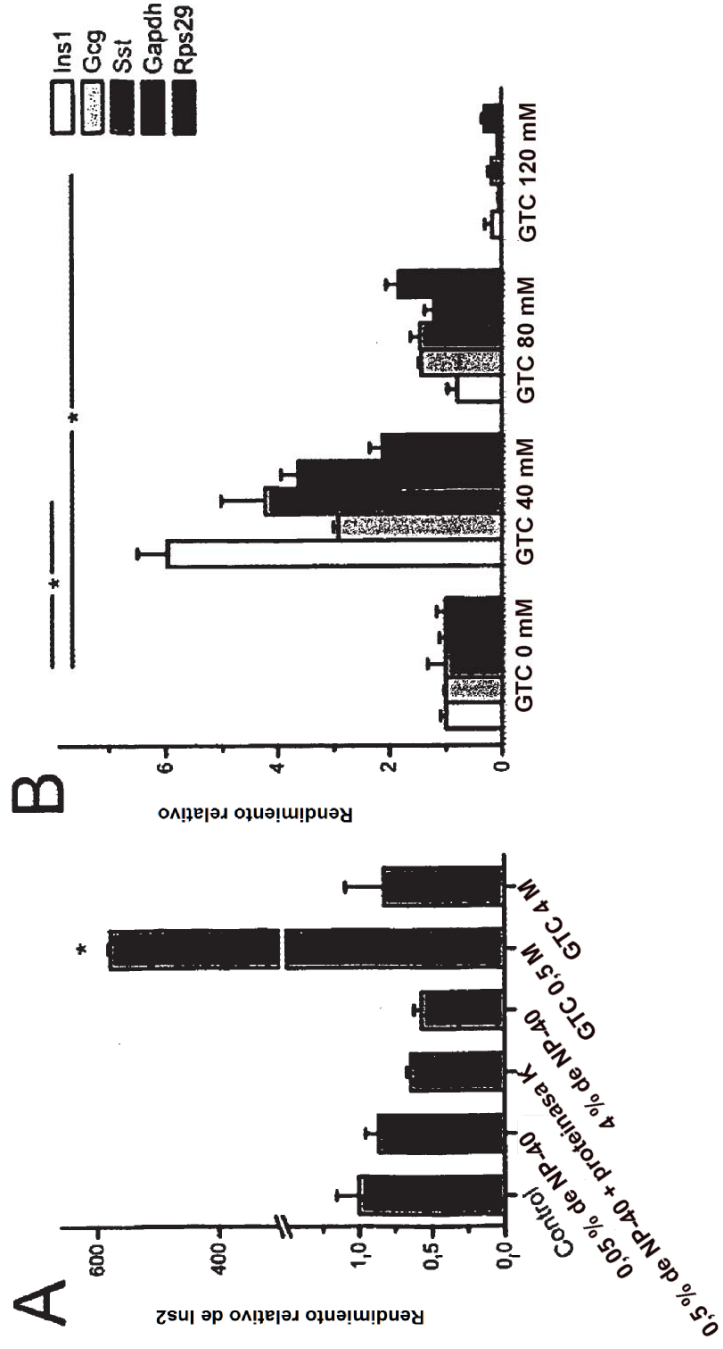 A
Rendimiento relativo de Ins2
600
400
1,0
0,5
0,0
*
Control
0,05 % de NP-40
0,5 % de NP-40 + proteinasa K
4 % de NP-40
GTC 0,5 M
GTC 4 M
B
Rendimiento relativo
6
4
2
0
*
*
GTC 0 mM
GTC 40 mM
GTC 80 mM
GTC 120 mM
Ins1
Gcg
Sst
Gapdh
Rps29